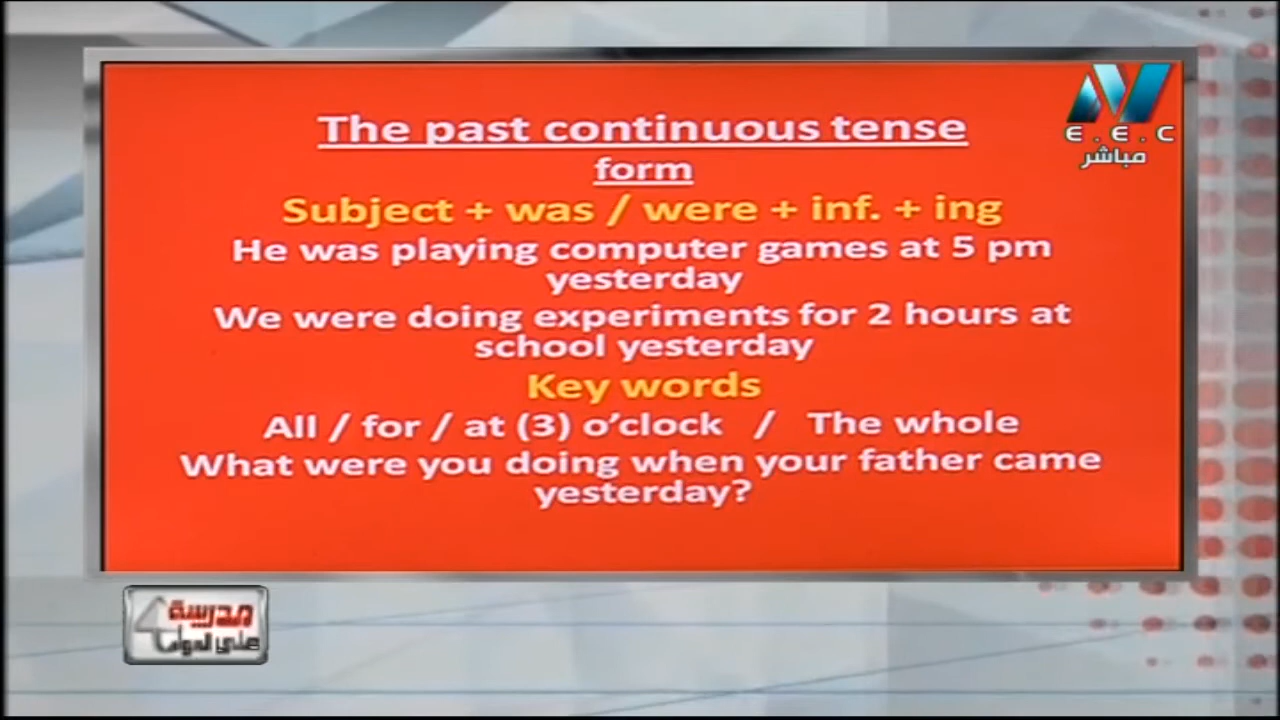 The past continuous tense
form
Subject + was / were + inf. + ing
He was playing computer games at 5 pm
yesterday
We were doing experiments for 2 hours at
school yesterday
Key words
All / for / at (3) o’clock / The whole
What were you doing when your father came
yesterday?
E . E . C
مباشر
مدرسة
على الهواء